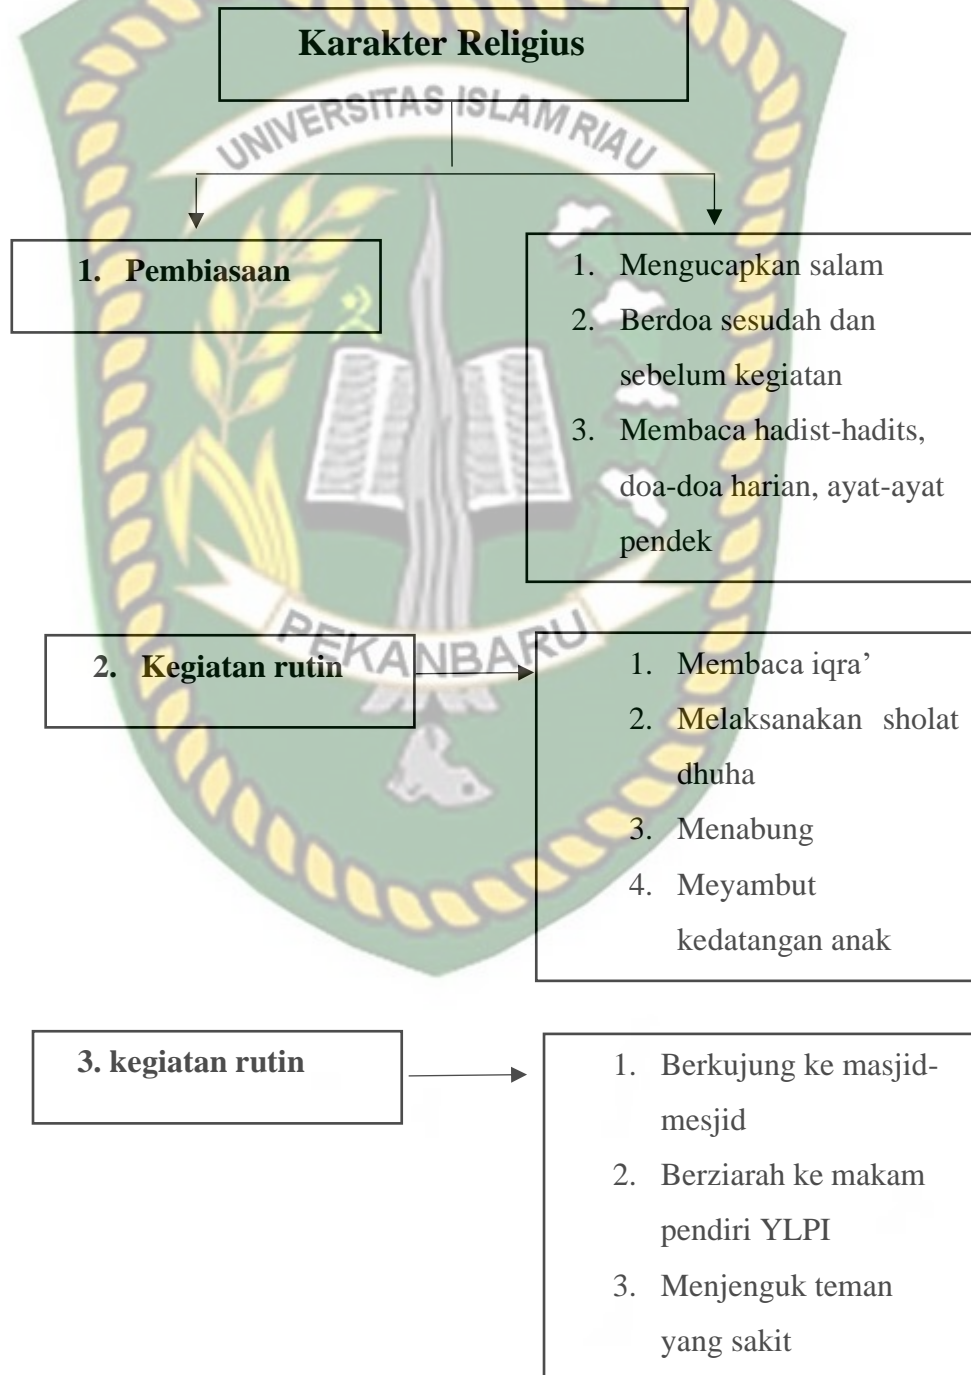 Karakter Religius
UNIVERSITAS ISLAM RIAU
1. Pembiasaan
1. Mengucapkan salam
2. Berdoa sesudah dan
sebelum kegiatan
3. Membaca hadist-hadits,
doa-doa harian, ayat-ayat
pendek
PEKANBARU
2. Kegiatan rutin
1. Membaca iqra’
2. Melaksanakan sholat
dhuha
3. Menabung
4. Meyambut
kedatangan anak
3. kegiatan rutin
1. Berkujung ke masjid-
mesjid
2. Berziarah ke makam
pendiri YLPI
3. Menjenguk teman
yang sakit